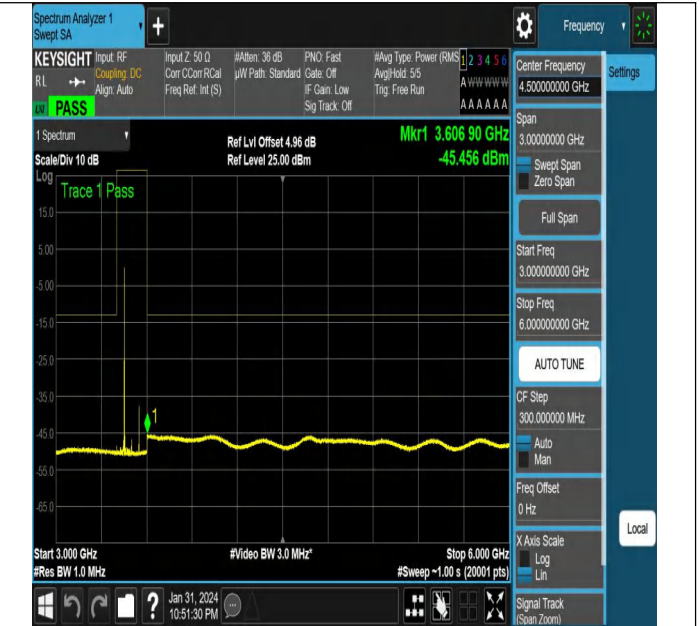 Spectrum Analyzer 1
Swept SA
Frequency
KEYSIGHT
RL
PASS
Input: RF
Coupling: DC
Align: Auto
Input Z: 50 Ω
Corr CCorr RCal
Freq Ref: Int (S)
#Atten: 36 dB
µW Path: Standard
PNO: Fast
Gate: Off
IF Gain: Low
Sig Track: Off
#Avg Type: Power (RMS
Avg|Hold: 5/5
Trig: Free Run
1 2 3 4 5 6
A W W W W W
A A A A A A
1 Spectrum
Scale/Div 10 dB
Log
Ref Lvl Offset 4.96 dB
Ref Level 25.00 dBm
Mkr1 3.606 90 GHz
-45.456 dBm
Trace 1 Pass
15.0
5.00
-5.00
-15.0
-25.0
-35.0
-45.0
-55.0
-65.0
1
Start 3.000 GHz
#Res BW 1.0 MHz
#Video BW 3.0 MHz*
Stop 6.000 GHz
#Sweep ~1.00 s (20001 pts)
Jan 31, 2024
10:51:30 PM
?
Center Frequency
4.500000000 GHz
Settings
Span
3.00000000 GHz
Swept Span
Zero Span
Full Span
Start Freq
3.000000000 GHz
Stop Freq
6.000000000 GHz
AUTO TUNE
CF Step
300.000000 MHz
Auto
Man
Freq Offset
0 Hz
X Axis Scale
Log
Lin
Local
Signal Track
(Span Zoom)